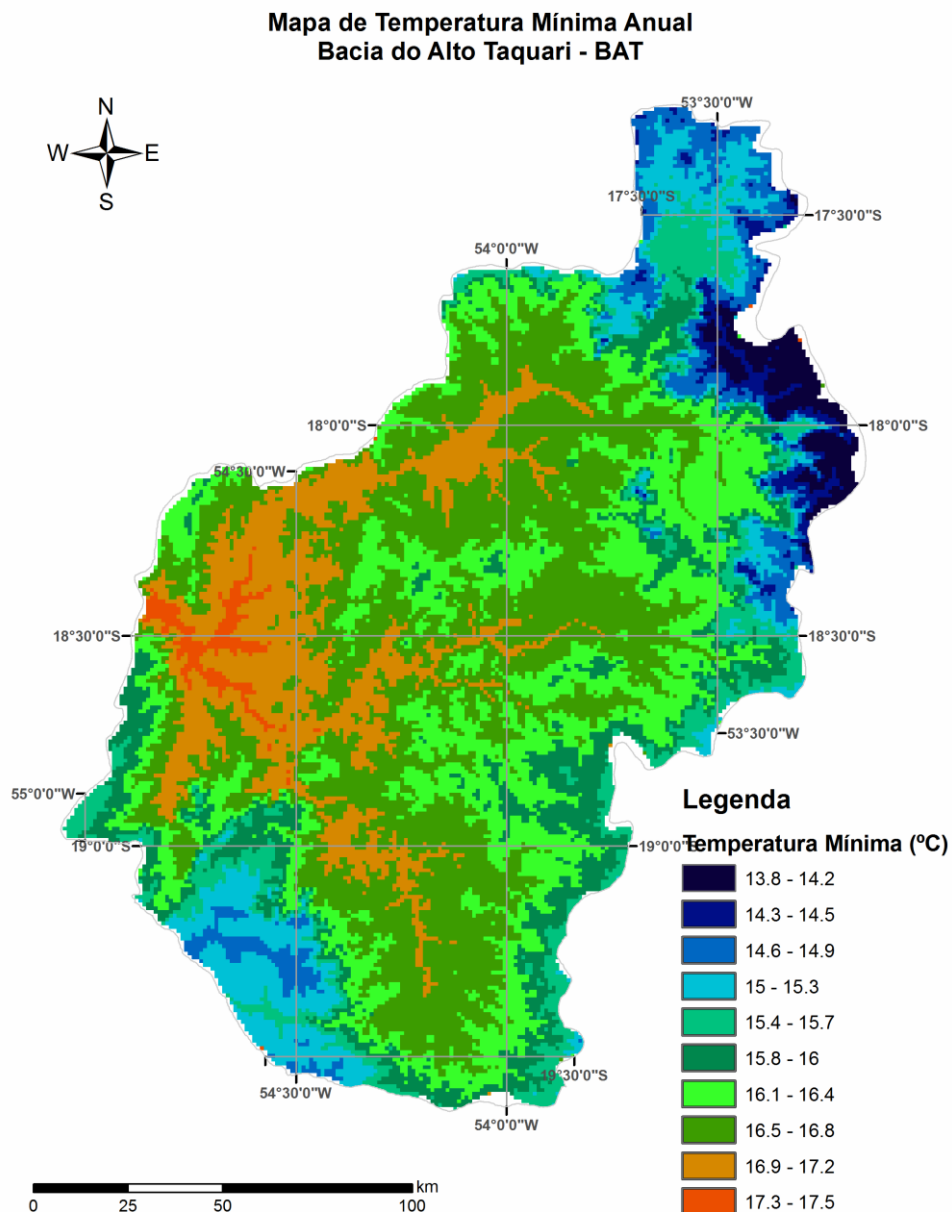 Mapa de Temperatura Mínima Anual
Bacia do Alto Taquari - BAT
N
W
E
S
53°30'0"W
17°30'0"S
17°30'0"S
54°0'0"W
18°0'0"S
18°0'0"S
54°30'0"W
18°30'0"S
18°30'0"S
53°30'0"W
55°0'0"W
19°0'0"S
19°0'0"S
19°30'0"S
54°30'0"W
54°0'0"W
Legenda
Temperatura Mínima (ºC)
13.8 - 14.2
14.3 - 14.5
14.6 - 14.9
15 - 15.3
15.4 - 15.7
15.8 - 16
16.1 - 16.4
16.5 - 16.8
16.9 - 17.2
17.3 - 17.5
km
0 25 50 100